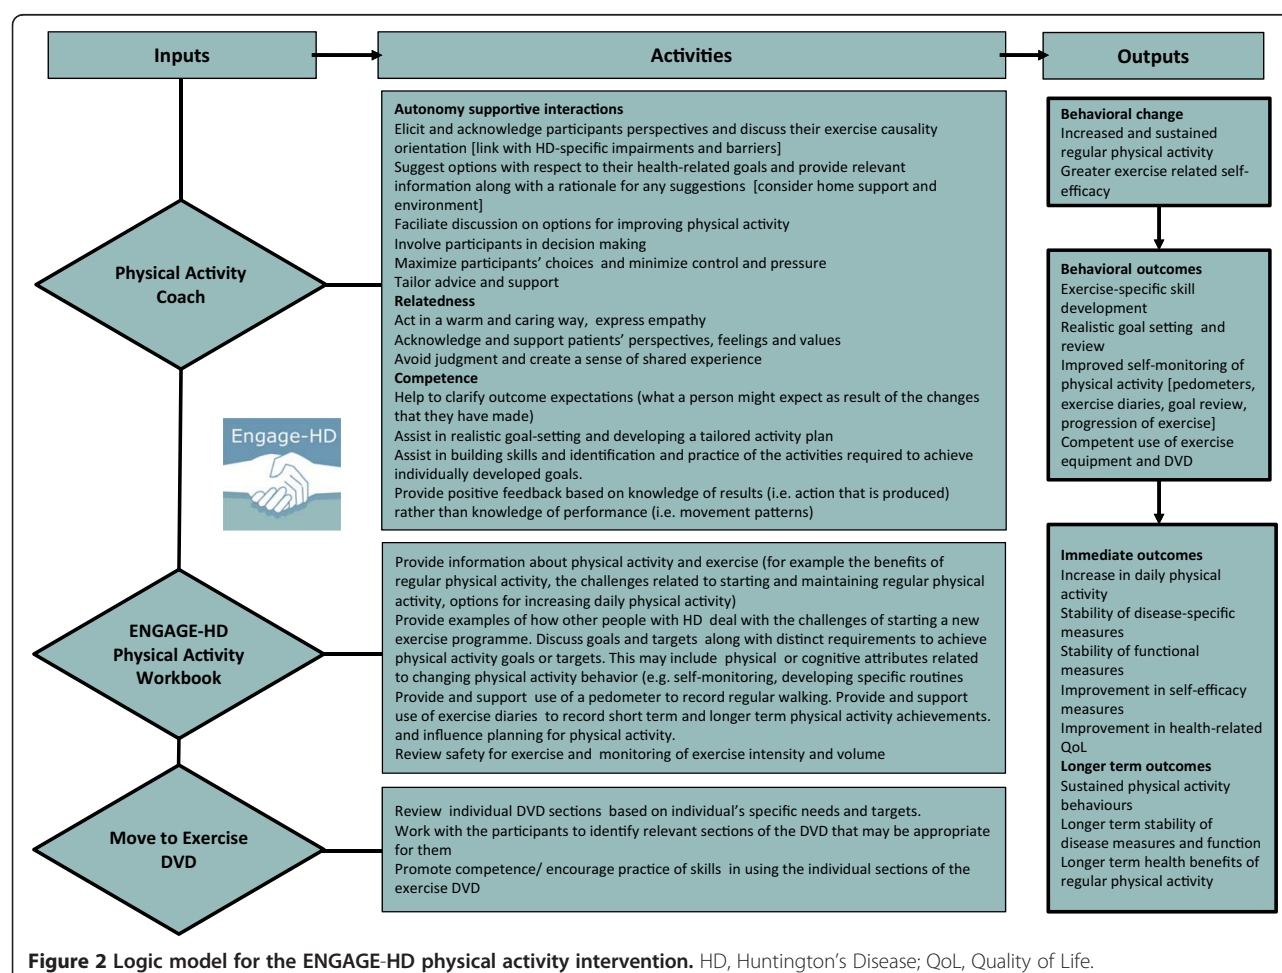 Inputs
Activities
Outputs
Physical Activity
Coach
Autonomy supportive interactions
Elicit and acknowledge participants perspectives and discuss their exercise causality
orientation [link with HD-specific impairments and barriers]
Suggest options with respect to their health-related goals and provide relevant
information along with a rationale for any suggestions [consider home support and
environment]
Faciliate discussion on options for improving physical activity
Involve participants in decision making
Maximize participants’ choices and minimize control and pressure
Tailor advice and support
Relatedness
Act in a warm and caring way, express empathy
Acknowledge and support patients’ perspectives, feelings and values
Avoid judgment and create a sense of shared experience
Competence
Help to clarify outcome expectations (what a person might expect as result of the changes
that they have made)
Assist in realistic goal-setting and developing a tailored activity plan
Assist in building skills and identification and practice of the activities required to achieve
individually developed goals.
Provide positive feedback based on knowledge of results (i.e. action that is produced)
rather than knowledge of performance (i.e. movement patterns)
Engage-HD
ENGAGE-HD
Physical Activity
Workbook
Provide information about physical activity and exercise (for example the benefits of
regular physical activity, the challenges related to starting and maintaining regular physical
activity, options for increasing daily physical activity)
Provide examples of how other people with HD deal with the challenges of starting a new
exercise programme. Discuss goals and targets along with distinct requirements to achieve
physical activity goals or targets. This may include physical or cognitive attributes related
to changing physical activity behavior (e.g. self-monitoring, developing specific routines
Provide and support use of a pedometer to record regular walking. Provide and support
use of exercise diaries to record short term and longer term physical activity achievements.
and influence planning for physical activity.
Review safety for exercise and monitoring of exercise intensity and volume
Move to Exercise
DVD
Review individual DVD sections based on individual’s specific needs and targets.
Work with the participants to identify relevant sections of the DVD that may be appropriate
for them
Promote competence/ encourage practice of skills in using the individual sections of the
exercise DVD
Behavioral change
Increased and sustained
regular physical activity
Greater exercise related self-
efficacy
Behavioral outcomes
Exercise-specific skill
development
Realistic goal setting and
review
Improved self-monitoring of
physical activity [pedometers,
exercise diaries, goal review,
progression of exercise]
Competent use of exercise
equipment and DVD
Immediate outcomes
Increase in daily physical
activity
Stability of disease-specific
measures
Stability of functional
measures
Improvement in self-efficacy
measures
Improvement in health-related
QoL
Longer term outcomes
Sustained physical activity
behaviours
Longer term stability of
disease measures and function
Longer term health benefits of
regular physical activity
Figure 2 Logic model for the ENGAGE-HD physical activity intervention. HD, Huntington’s Disease; QoL, Quality of Life.